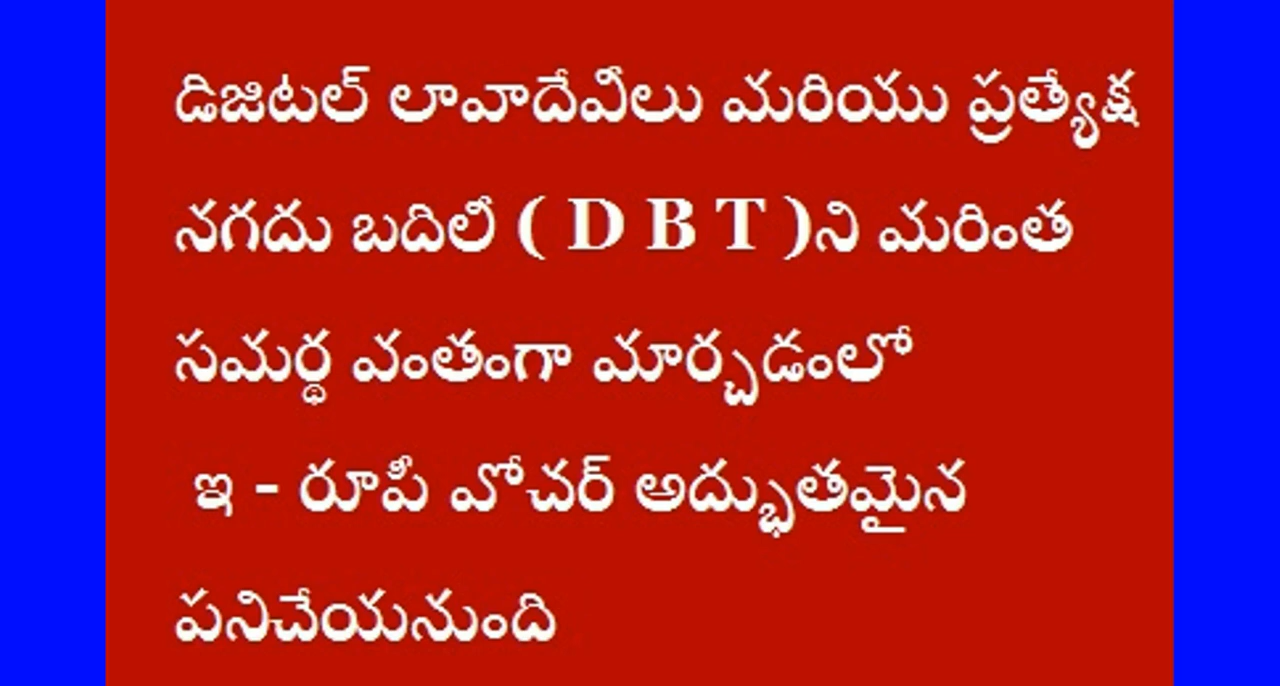 డిజిటల్ లావాదేవీలు మరియు ప్రత్యేక్ష
నగదు బదిలీ ( D B T )ని మరింత
సమర్థ వంతంగా మార్చడంలో
ఇ - రూపీ వోచర్ అద్భుతమైన
పనిచేయనుంది